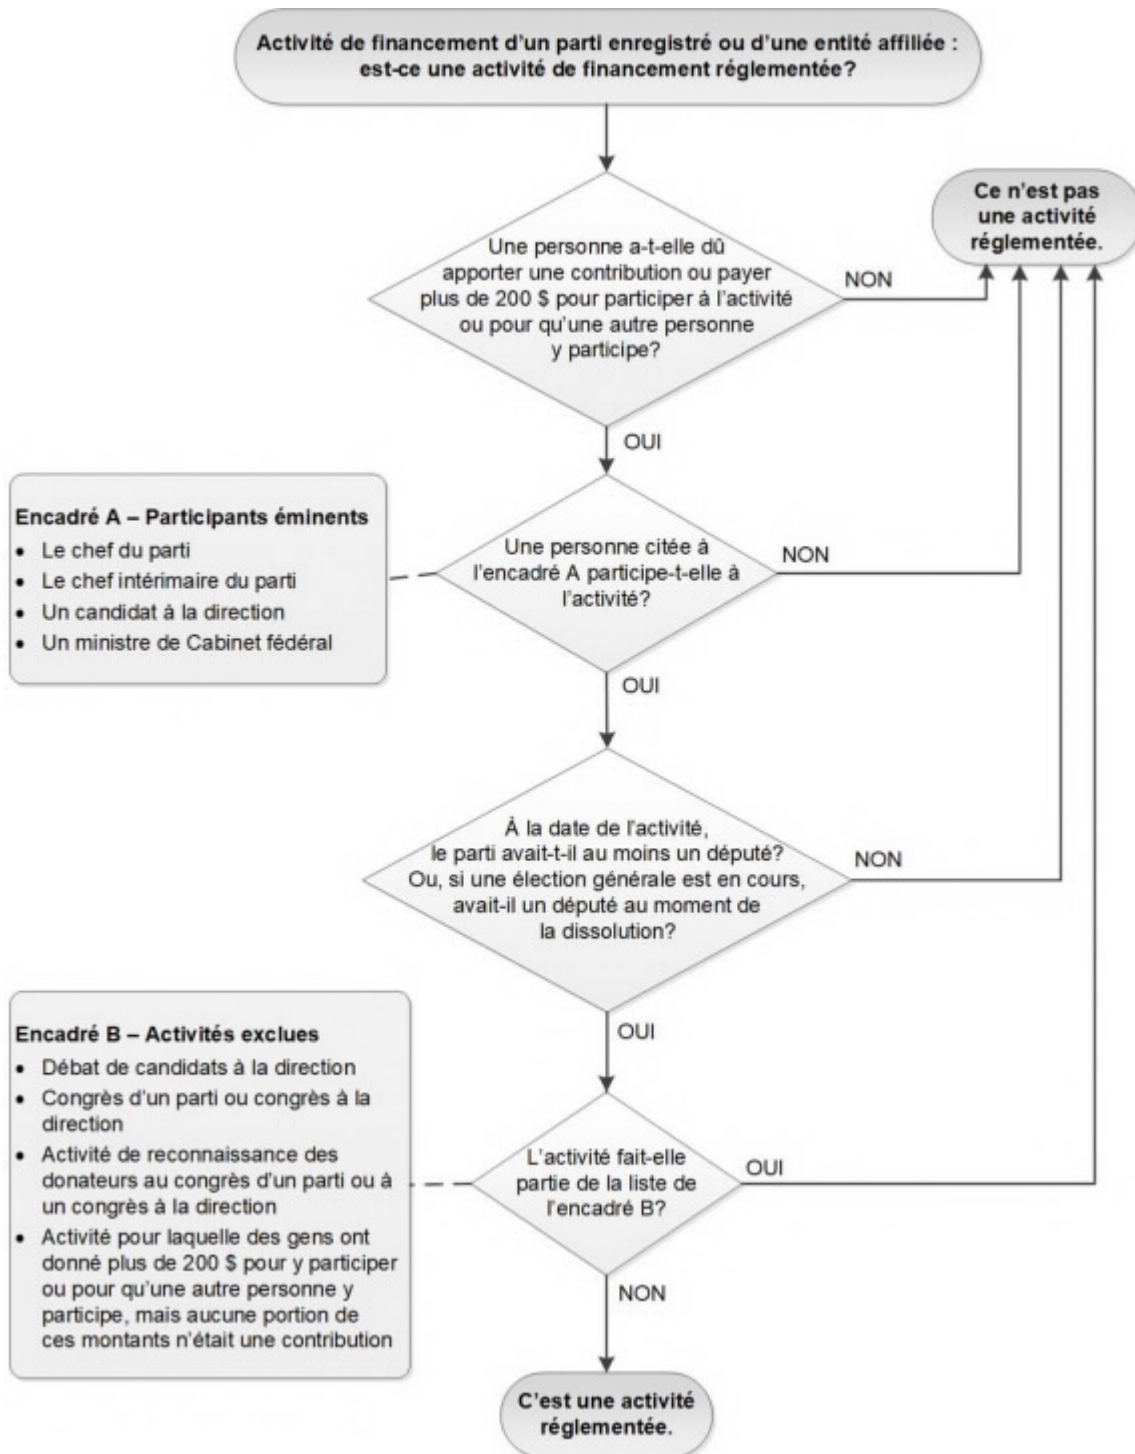 Activité de financement d'un parti enregistré ou d'une entité affiliée :
est-ce une activité de financement réglementée?
Ce n'est pas
une activité
réglementée.
Une personne a-t-elle dû
apporter une contribution ou payer
plus de 200 $ pour participer à l'activité
ou pour qu'une autre personne
y participe?
NON
OUI
Encadré A – Participants éminents
• Le chef du parti
• Le chef intérimaire du parti
• Un candidat à la direction
• Un ministre de Cabinet fédéral
Une personne citée à
l'encadré A participe-t-elle à
l'activité?
NON
OUI
À la date de l'activité,
le parti avait-t-il au moins un député?
Ou, si une élection générale est en cours,
avait-il un député au moment de
la dissolution?
NON
OUI
Encadré B – Activités exclues
• Débat de candidats à la direction
• Congrès d'un parti ou congrès à la
direction
• Activité de reconnaissance des
donateurs au congrès d'un parti ou à
un congrès à la direction
• Activité pour laquelle des gens ont
donné plus de 200 $ pour y participer
ou pour qu'une autre personne y
participe, mais aucune portion de
ces montants n'était une contribution
L'activité fait-elle
partie de la liste de
l'encadré B?
OUI
NON
C'est une activité
réglementée.